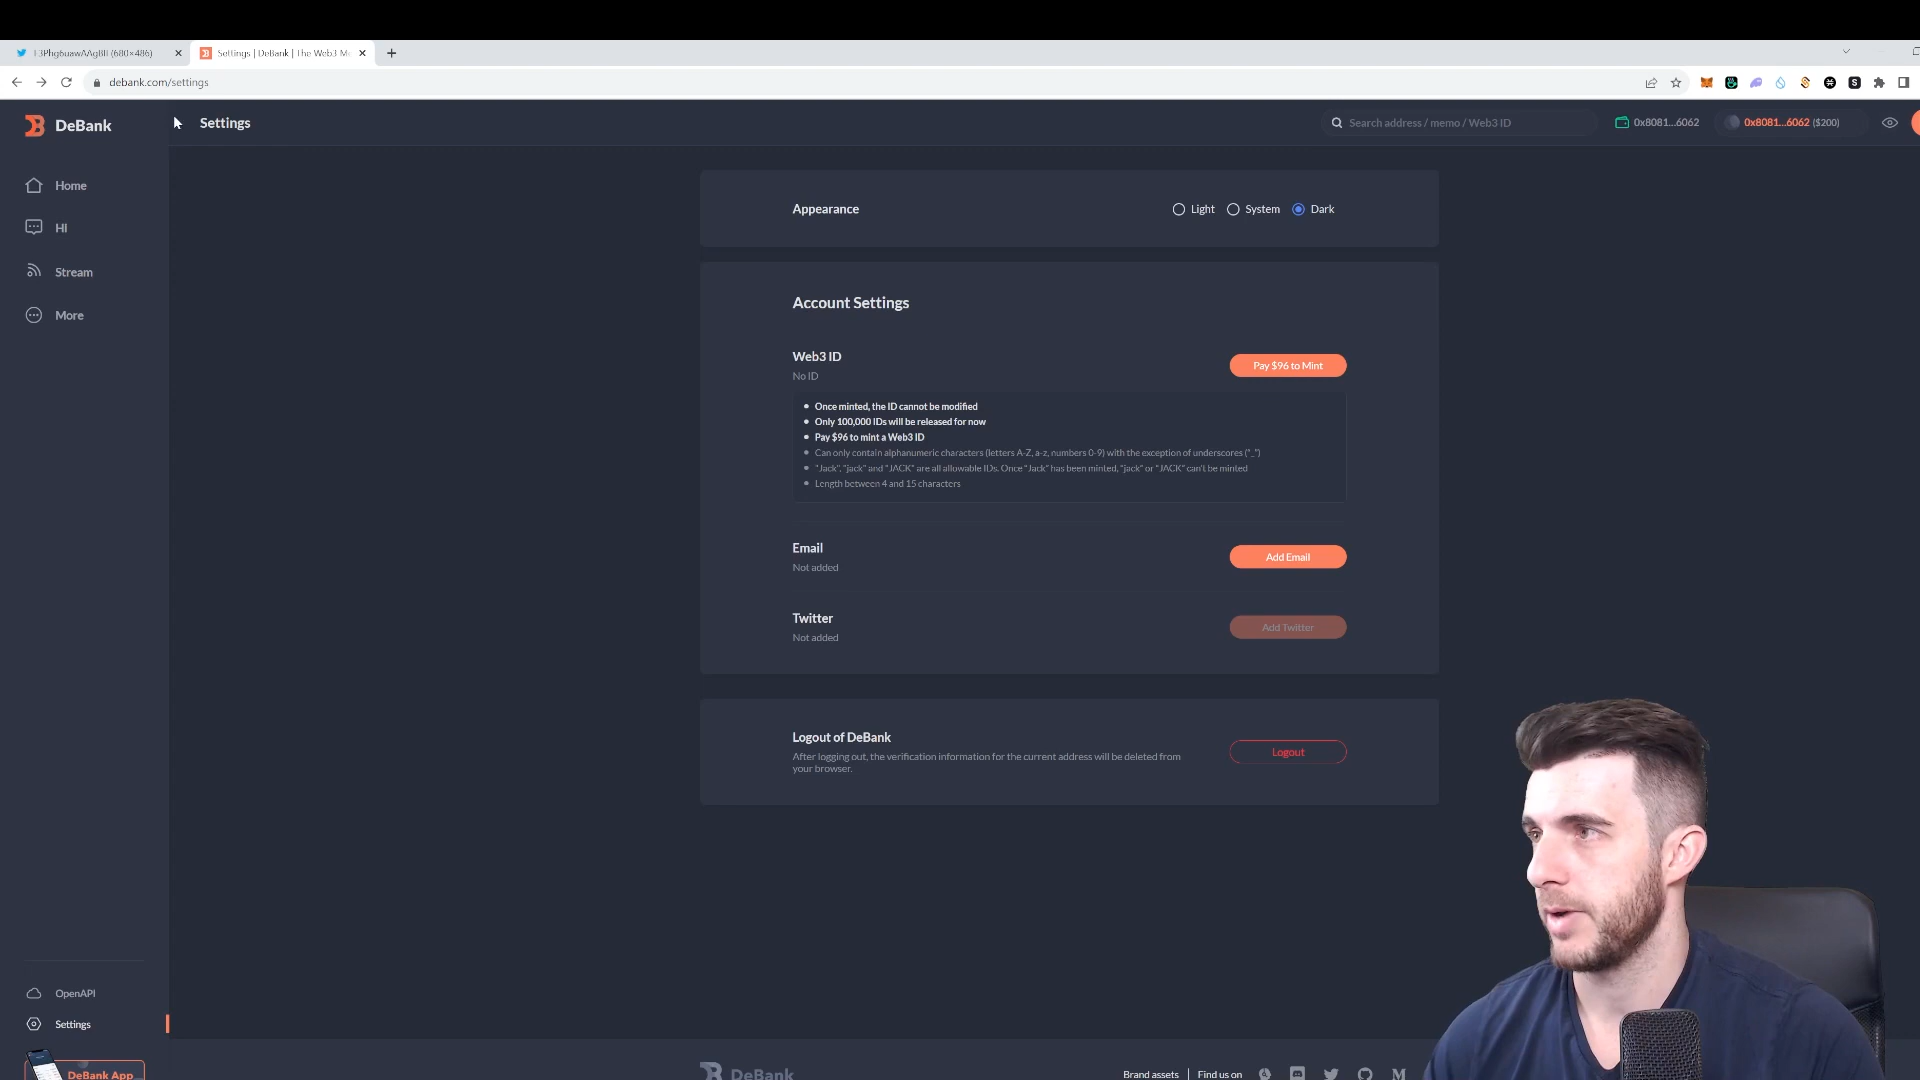 F3Phg6uawAAgBlI (680×486)
Settings | DeBank | The Web3 Me
debank.com/settings
DeBank
Settings
Search address / memo / Web3 ID
0x8081...6062
0x8081...6062 ($200)
Home
Hi
Stream
More
Appearance
Light
System
Dark
Account Settings
Web3 ID
No ID
Pay $96 to Mint
Once minted, the ID cannot be modified
Only 100,000 IDs will be released for now
Pay $96 to mint a Web3 ID
Can only contain alphanumeric characters (letters A-Z, a-z, numbers 0-9) with the exception of underscores ("_")
"Jack", "jack" and "JACK" are all allowable IDs. Once "Jack" has been minted, "jack" or "JACK" can't be minted
Length between 4 and 15 characters
Email
Not added
Add Email
Twitter
Not added
Add Twitter
Logout of DeBank
After logging out, the verification information for the current address will be deleted from
your browser.
Logout
OpenAPI
Settings
DeBank App
DeBank
Brand assets
Find us on